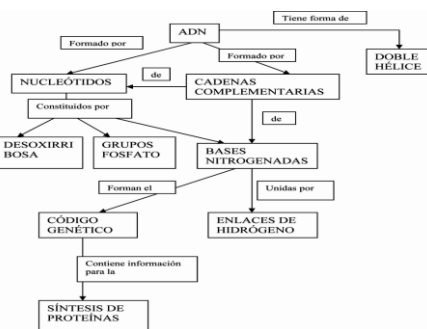 Tiene forma de
ADN
Formado por
Formado por
DOBLE
HÉLICE
NUCLEÓTIDOS
de
CADENAS
COMPLEMENTARIAS
Constituidos por
de
DESOXIRRI
BOSA
GRUPOS
FOSFATO
BASES
NITROGENADAS
Forman el
Unidas por
CÓDIGO
GENÉTICO
ENLACES DE
HIDRÓGENO
Contiene información
para la
SÍNTESIS DE
PROTEÍNAS